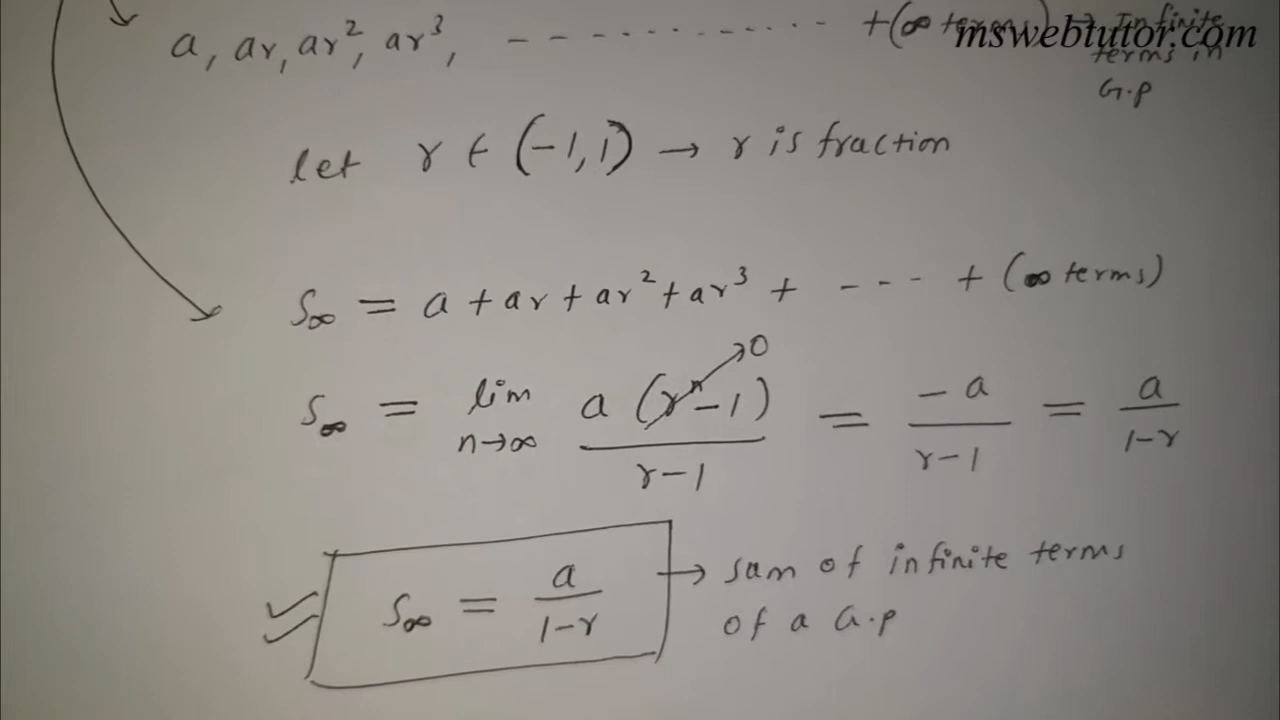 a, ar, ar², ar³, - - - - - - - - - - - +(∞ terms) → Infinite
mswebtutor.com
terms in
G.P
let r ∈ (-1,1) → r is fraction
S∞ = a + ar + ar² + ar³ + - - - - + (∞ terms)
S∞ = lim n→∞ a (rⁿ-1) / r-1 = -a / r-1 = a / 1-r
0
S∞ = a / 1-r → sum of infinite terms
of a G.P